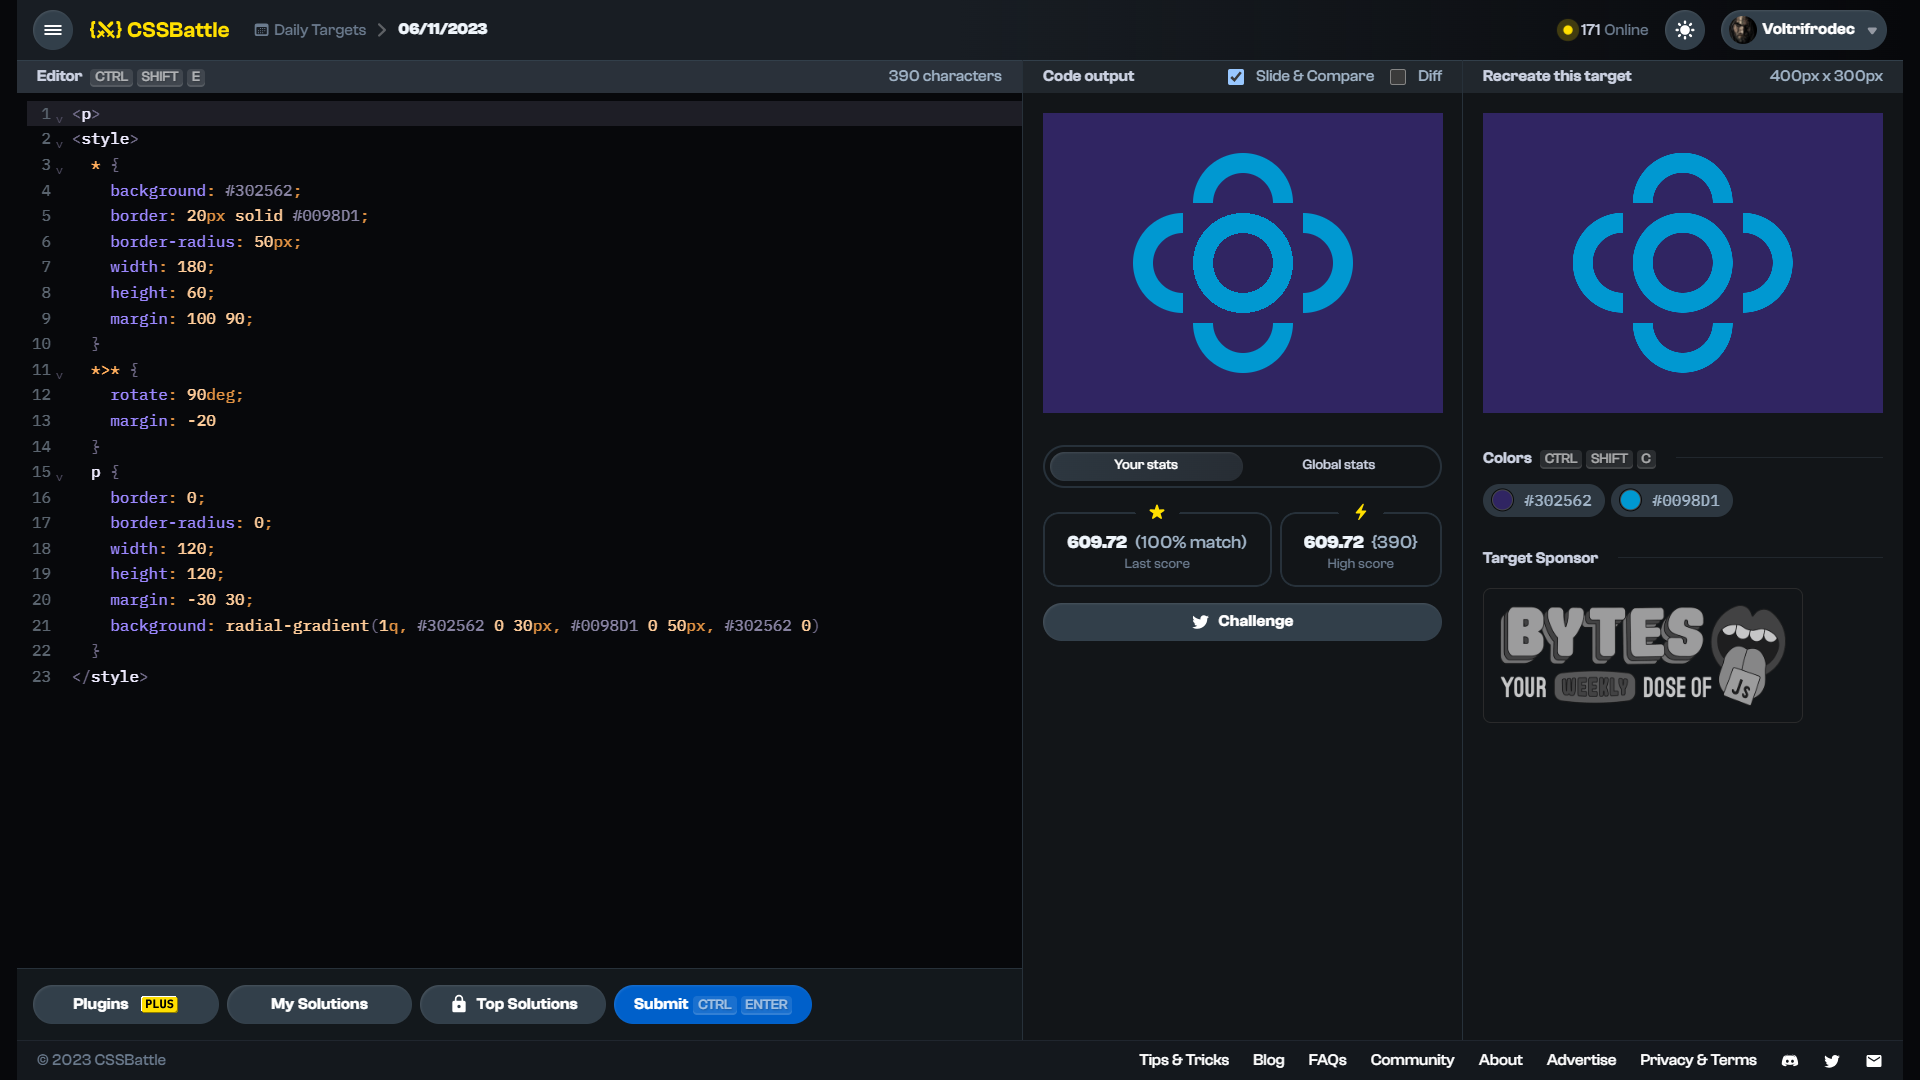 CSSBattle
Daily Targets
06/11/2023
171 Online
Voltrifrodec
Editor CTRL SHIFT E
390 characters
1 <p>
2 <style>
3 * {
4 background: #302562;
5 border: 20px solid #0098D1;
6 border-radius: 50px;
7 width: 180;
8 height: 60;
9 margin: 100 90;
10 }
11 *>* {
12 rotate: 90deg;
13 margin: -20
14 }
15 p {
16 border: 0;
17 border-radius: 0;
18 width: 120;
19 height: 120;
20 margin: -30 30;
21 background: radial-gradient(1q, #302562 0 30px, #0098D1 0 50px, #302562 0)
22 }
23 </style>
Plugins PLUS
My Solutions
Top Solutions
Submit CTRL ENTER
Code output
Slide & Compare
Diff
Your stats
Global stats
609.72 (100% match)
Last score
609.72 {390}
High score
Challenge
Recreate this target
400px x 300px
Colors CTRL SHIFT C
#302562
#0098D1
Target Sponsor
BYTES
YOUR WEEKLY DOSE OF JS
© 2023 CSSBattle
Tips & Tricks
Blog
FAQs
Community
About
Advertise
Privacy & Terms